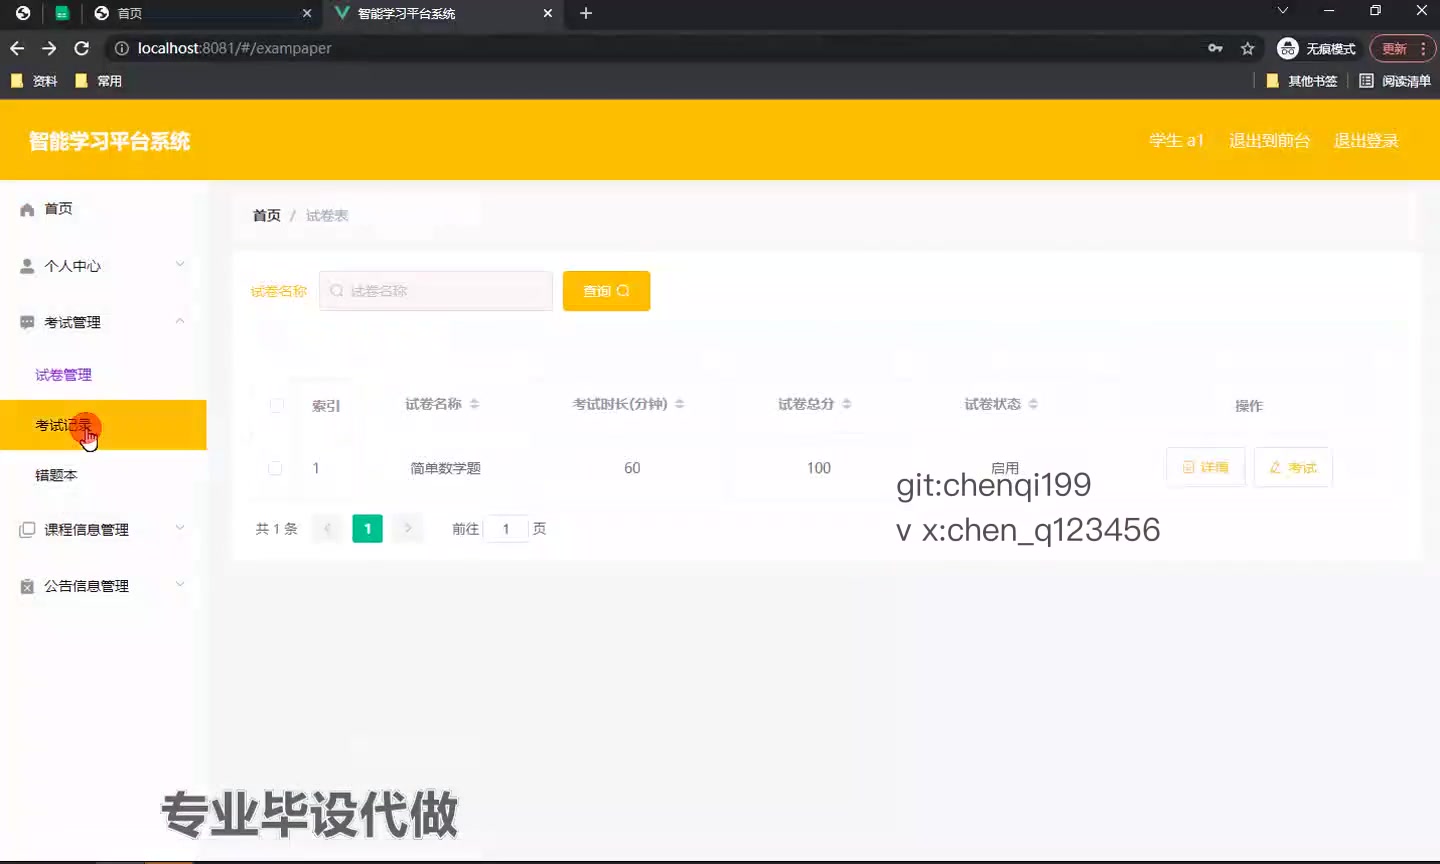 首页
智能学习平台系统
localhost:8081/#/exampaper
无痕模式
更新
资料
常用
其他书签
阅读清单
智能学习平台系统
学生 a1
退出到前台
退出登录
首页
个人中心
考试管理
试卷管理
考试记录
错题本
课程信息管理
公告信息管理
首页 / 试卷表
试卷名称
试卷名称
查询
索引 试卷名称 考试时长(分钟) 试卷总分 试卷状态 操作
1 简单数学题 60 100 启用 详情 考试
共 1 条 1 前往 1 页
git:chenqi199
v x:chen_q123456
专业毕设代做